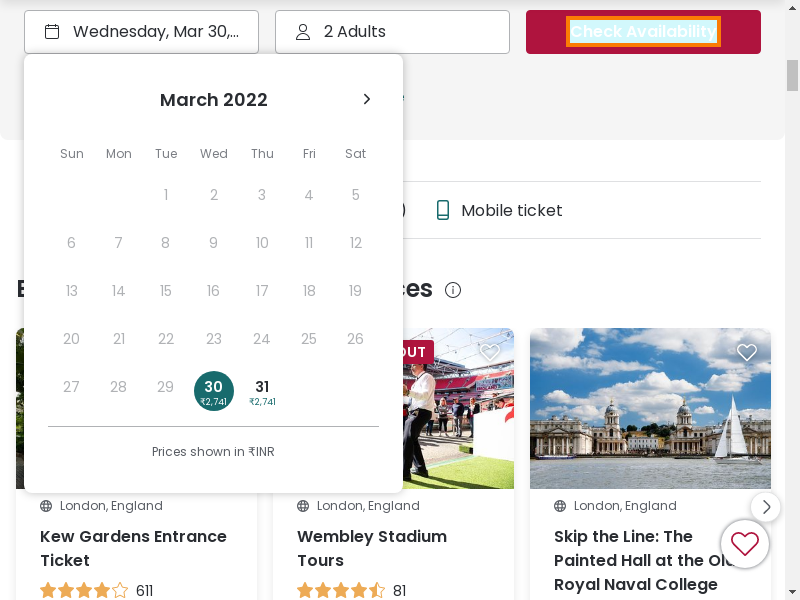 Wednesday, Mar 30,...
2 Adults
Check Availability
March 2022
Sun Mon Tue Wed Thu Fri Sat
1 2 3 4 5
6 7 8 9 10 11 12
13 14 15 16 17 18 19
20 21 22 23 24 25 26
27 28 29 30 31
₹2,741 ₹2,741
Prices shown in ₹INR
Mobile ticket
London, England
Kew Gardens Entrance
Ticket
611
London, England
Wembley Stadium
Tours
81
London, England
Skip the Line: The
Painted Hall at the Old
Royal Naval College